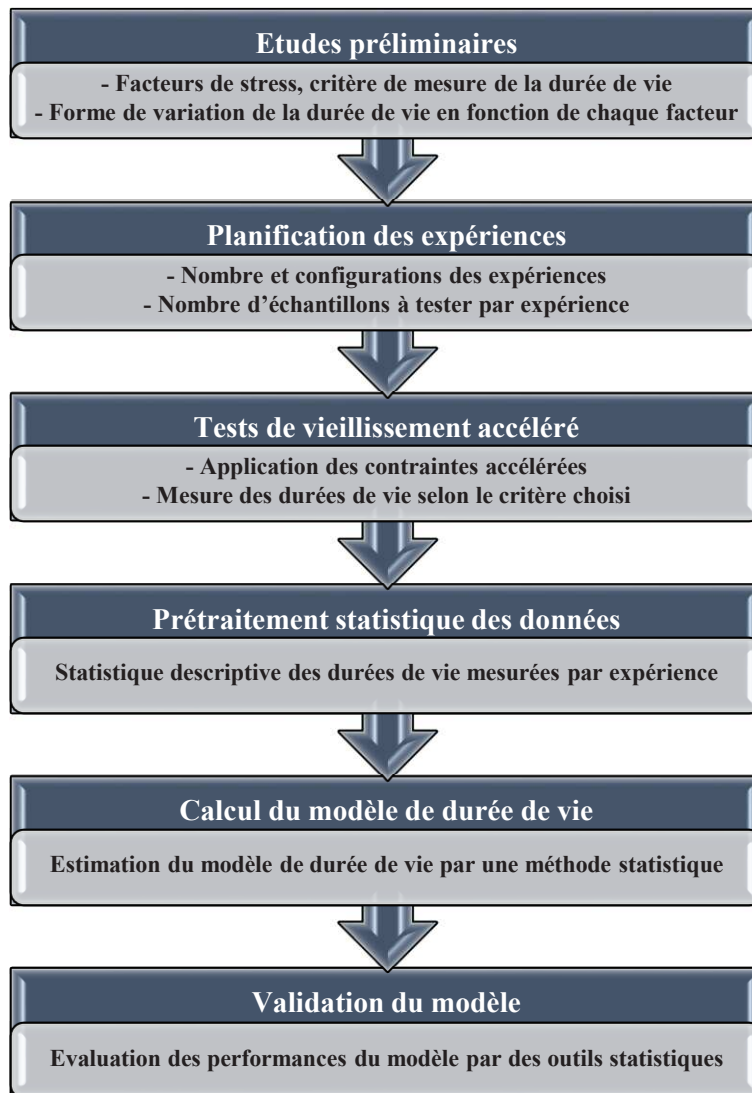 Etudes préliminaires
- Facteurs de stress, critère de mesure de la durée de vie
- Forme de variation de la durée de vie en fonction de chaque facteur
Planification des expériences
- Nombre et configurations des expériences
- Nombre d’échantillons à tester par expérience
Tests de vieillissement accéléré
- Application des contraintes accélérées
- Mesure des durées de vie selon le critère choisi
Prétraitement statistique des données
Statistique descriptive des durées de vie mesurées par expérience
Calcul du modèle de durée de vie
Estimation du modèle de durée de vie par une méthode statistique
Validation du modèle
Evaluation des performances du modèle par des outils statistiques